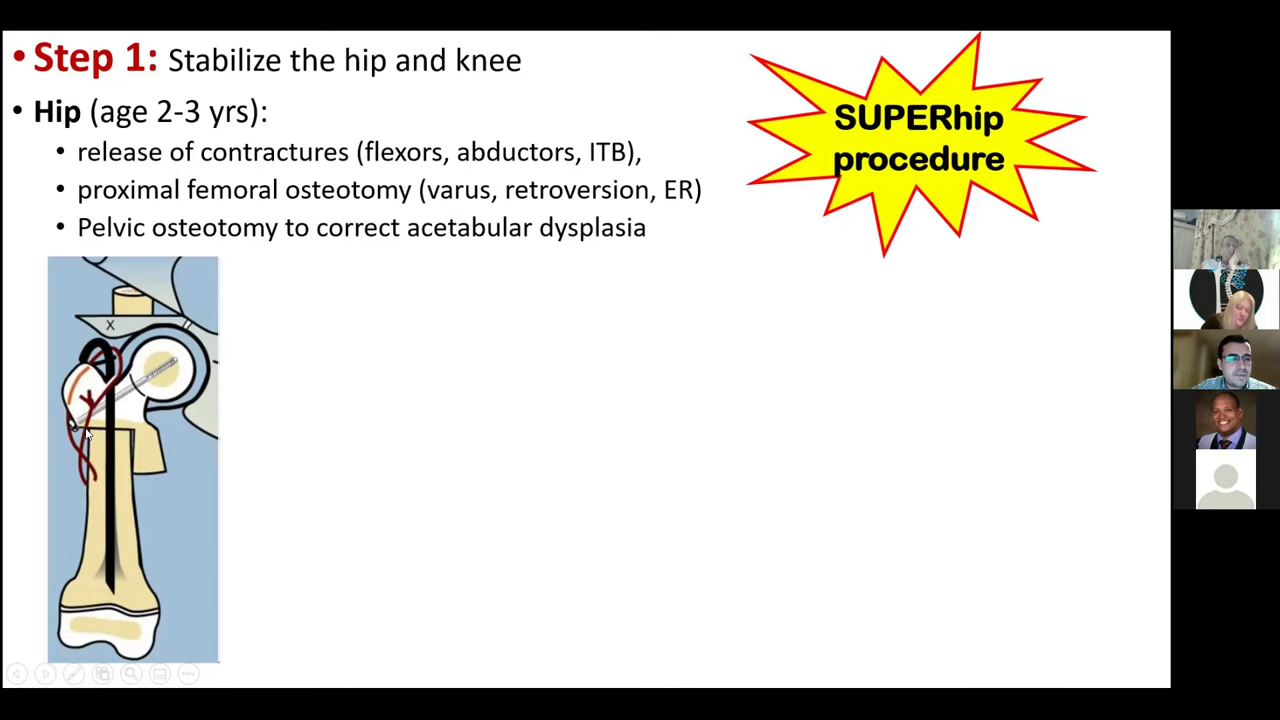 • Step 1: Stabilize the hip and knee
• Hip (age 2-3 yrs):
• release of contractures (flexors, abductors, ITB),
• proximal femoral osteotomy (varus, retroversion, ER)
• Pelvic osteotomy to correct acetabular dysplasia
SUPERhip
procedure
X